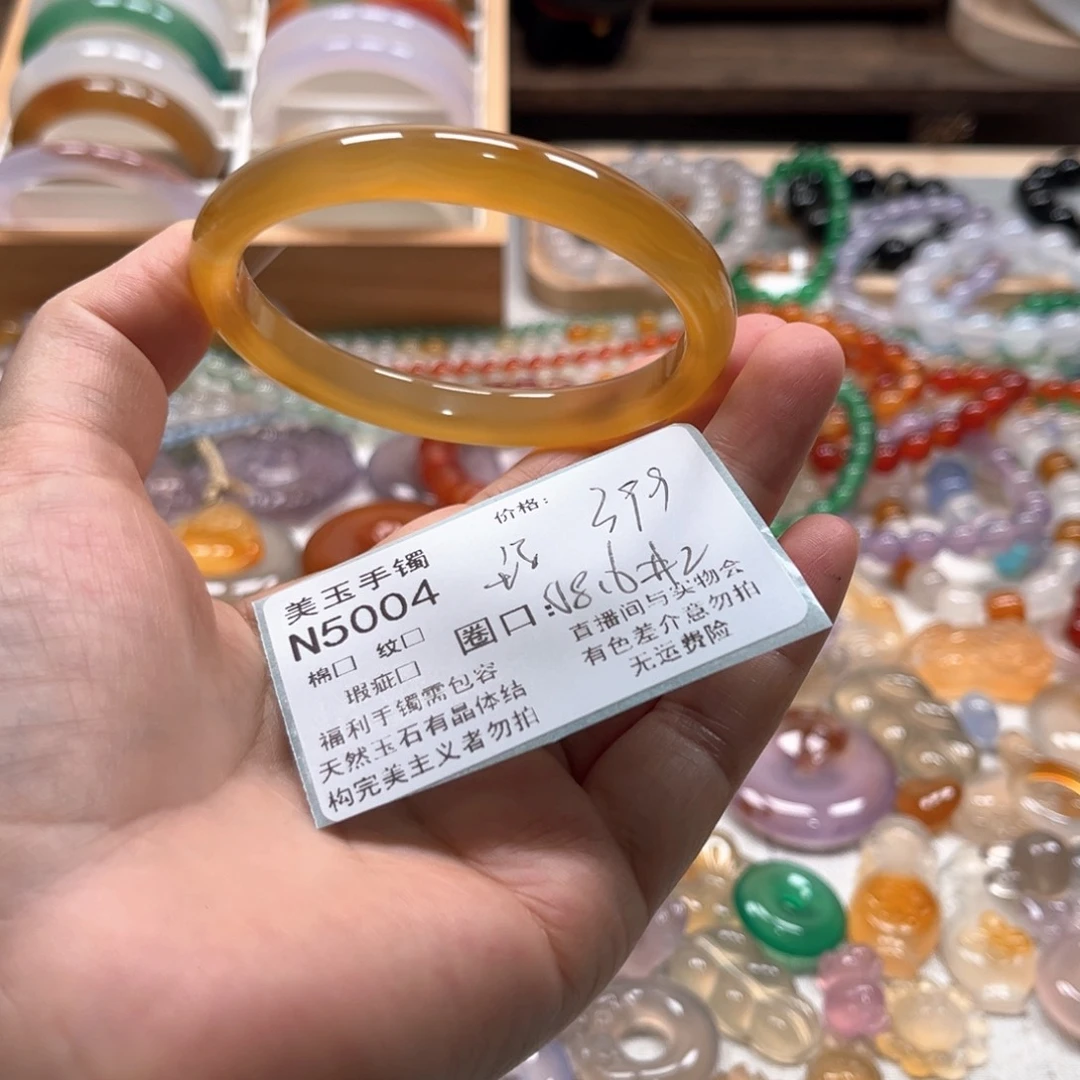 价格: 399
美玉手镯
N5004
圈口:
棉□ 纹□
瑕疵□
福利手镯需包容
天然玉石有晶体结
构完美主义者勿拍
直播间与实物会
有色差介意勿拍
无运费险